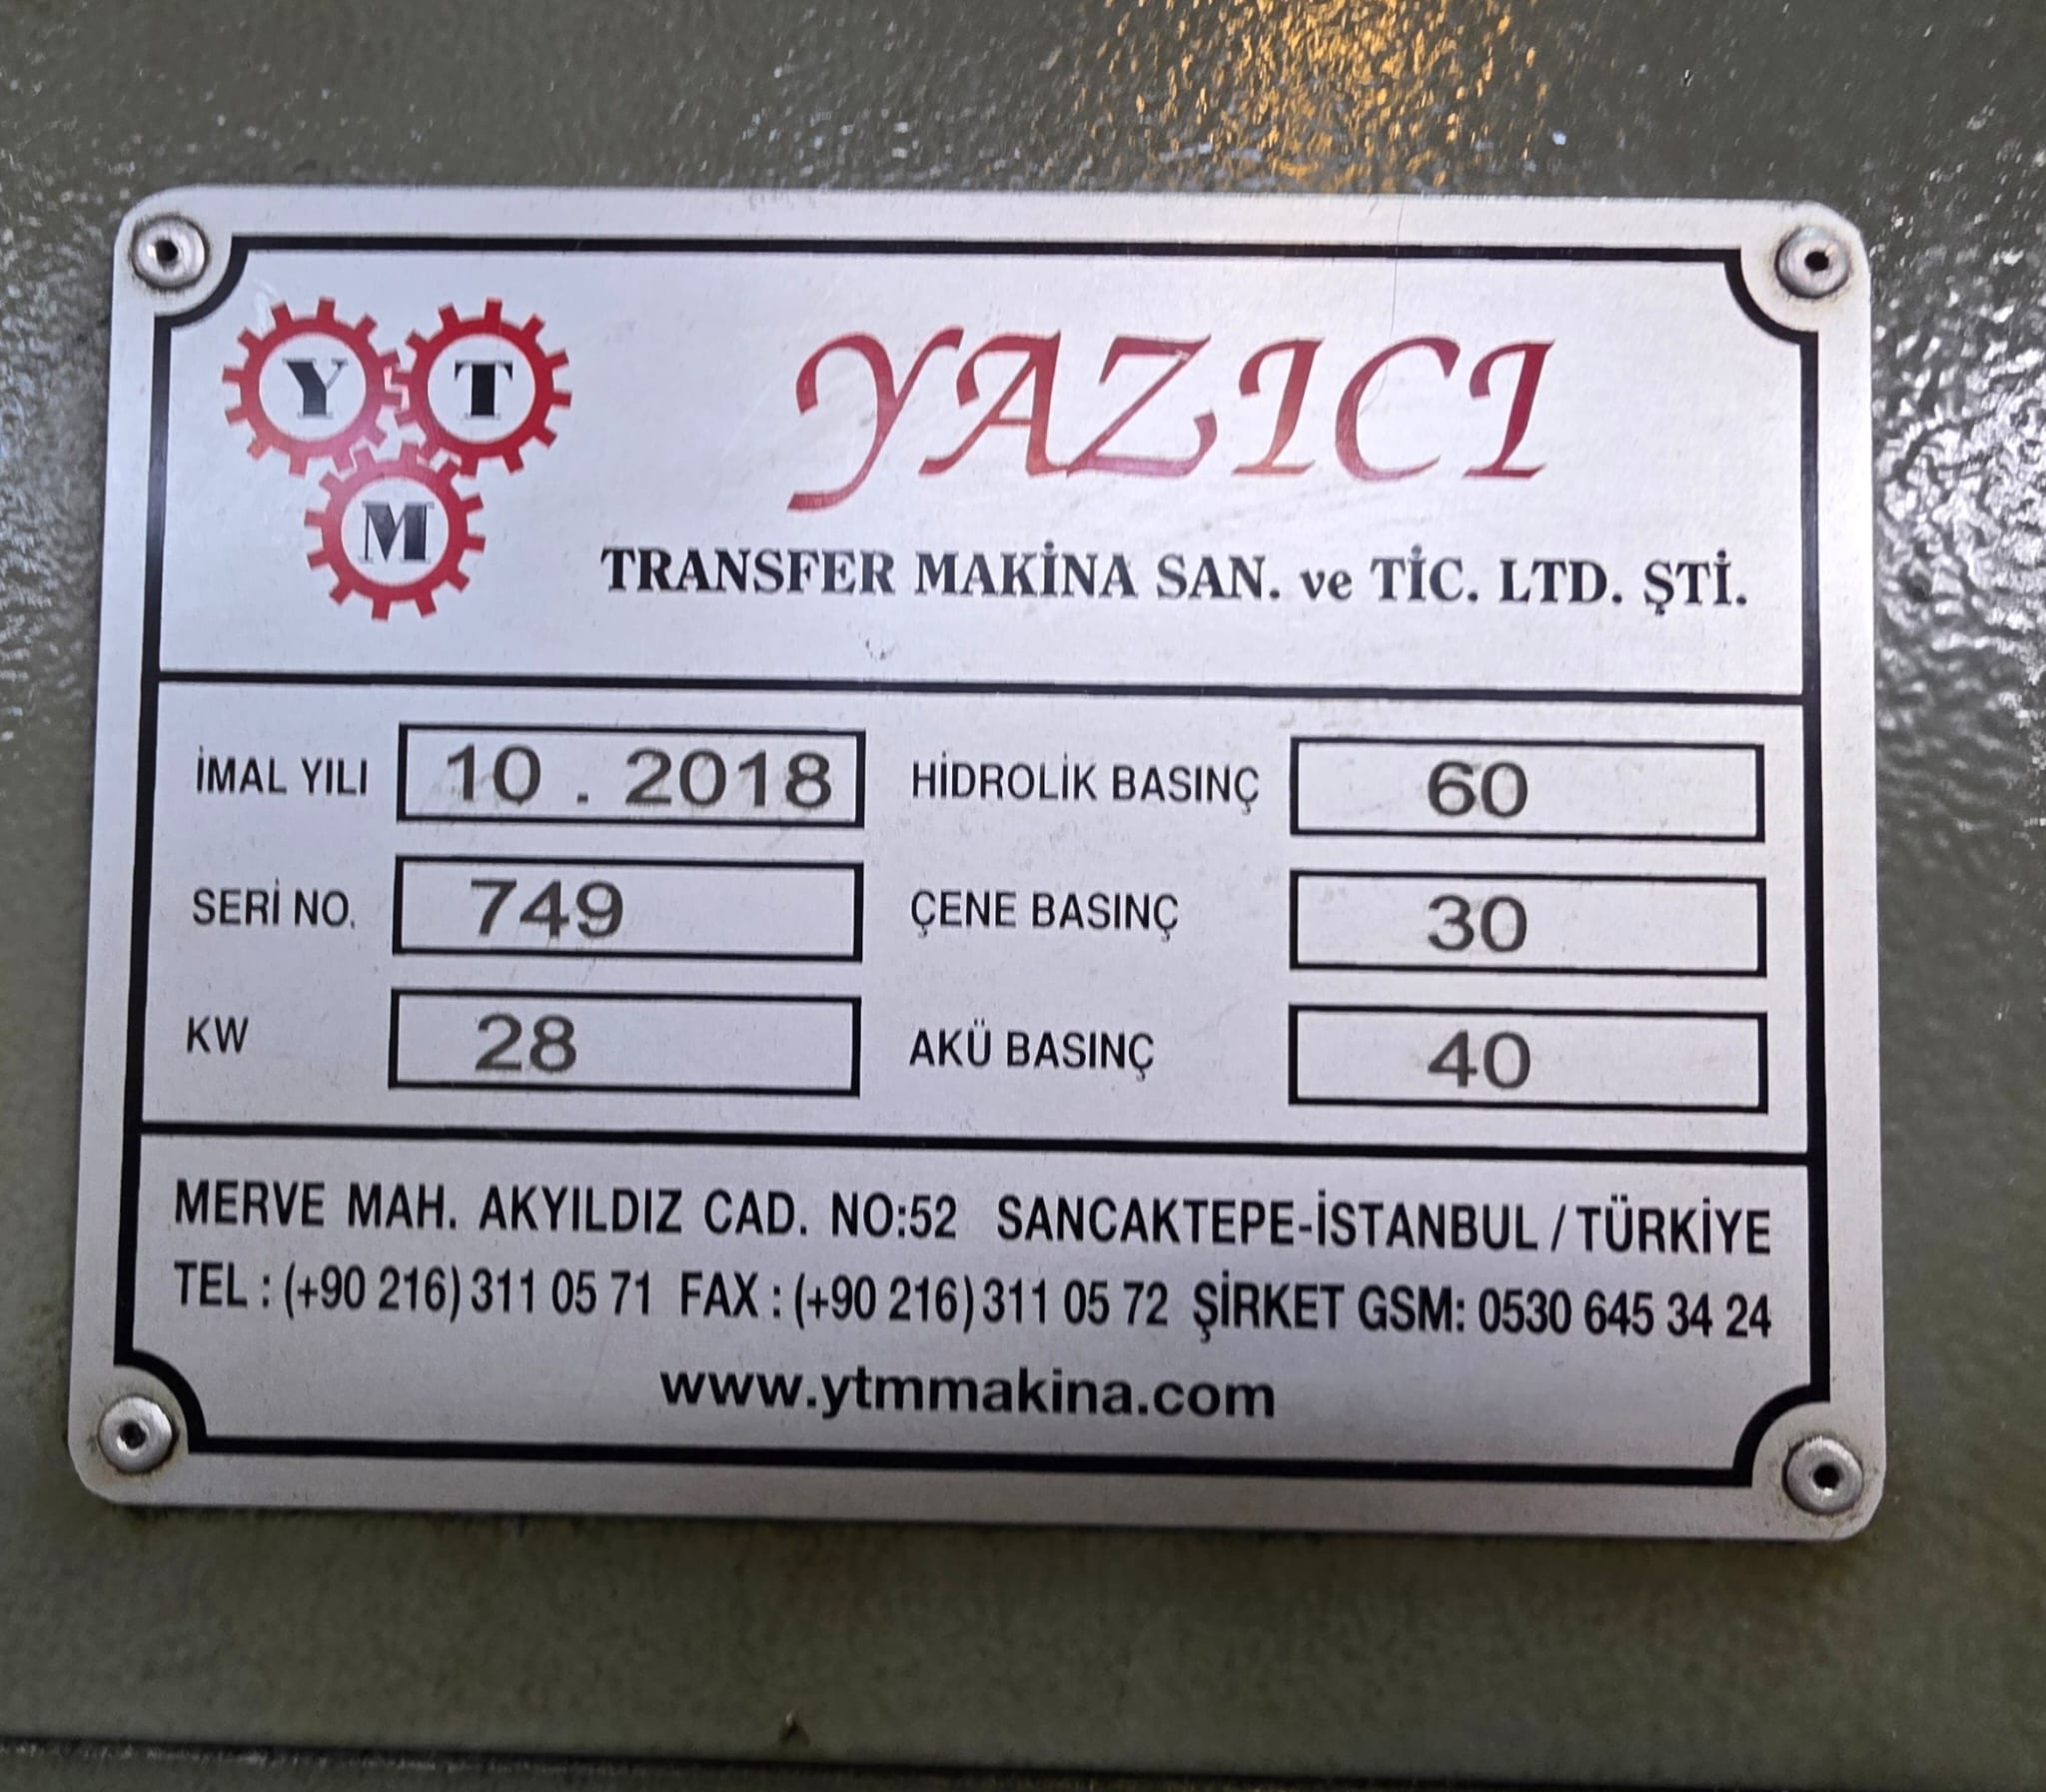 Y T
M
YAZICI
TRANSFER MAKİNA SAN. ve TİC. LTD. ŞTİ.
İMAL YILI 10 . 2018 HİDROLİK BASINÇ 60
SERİ NO. 749 ÇENE BASINÇ 30
KW 28 AKÜ BASINÇ 40
MERVE MAH. AKYILDIZ CAD. NO:52 SANCAKTEPE-İSTANBUL / TÜRKİYE
TEL : (+90 216) 311 05 71 FAX : (+90 216) 311 05 72 ŞİRKET GSM: 0530 645 34 24
www.ytmmakina.com